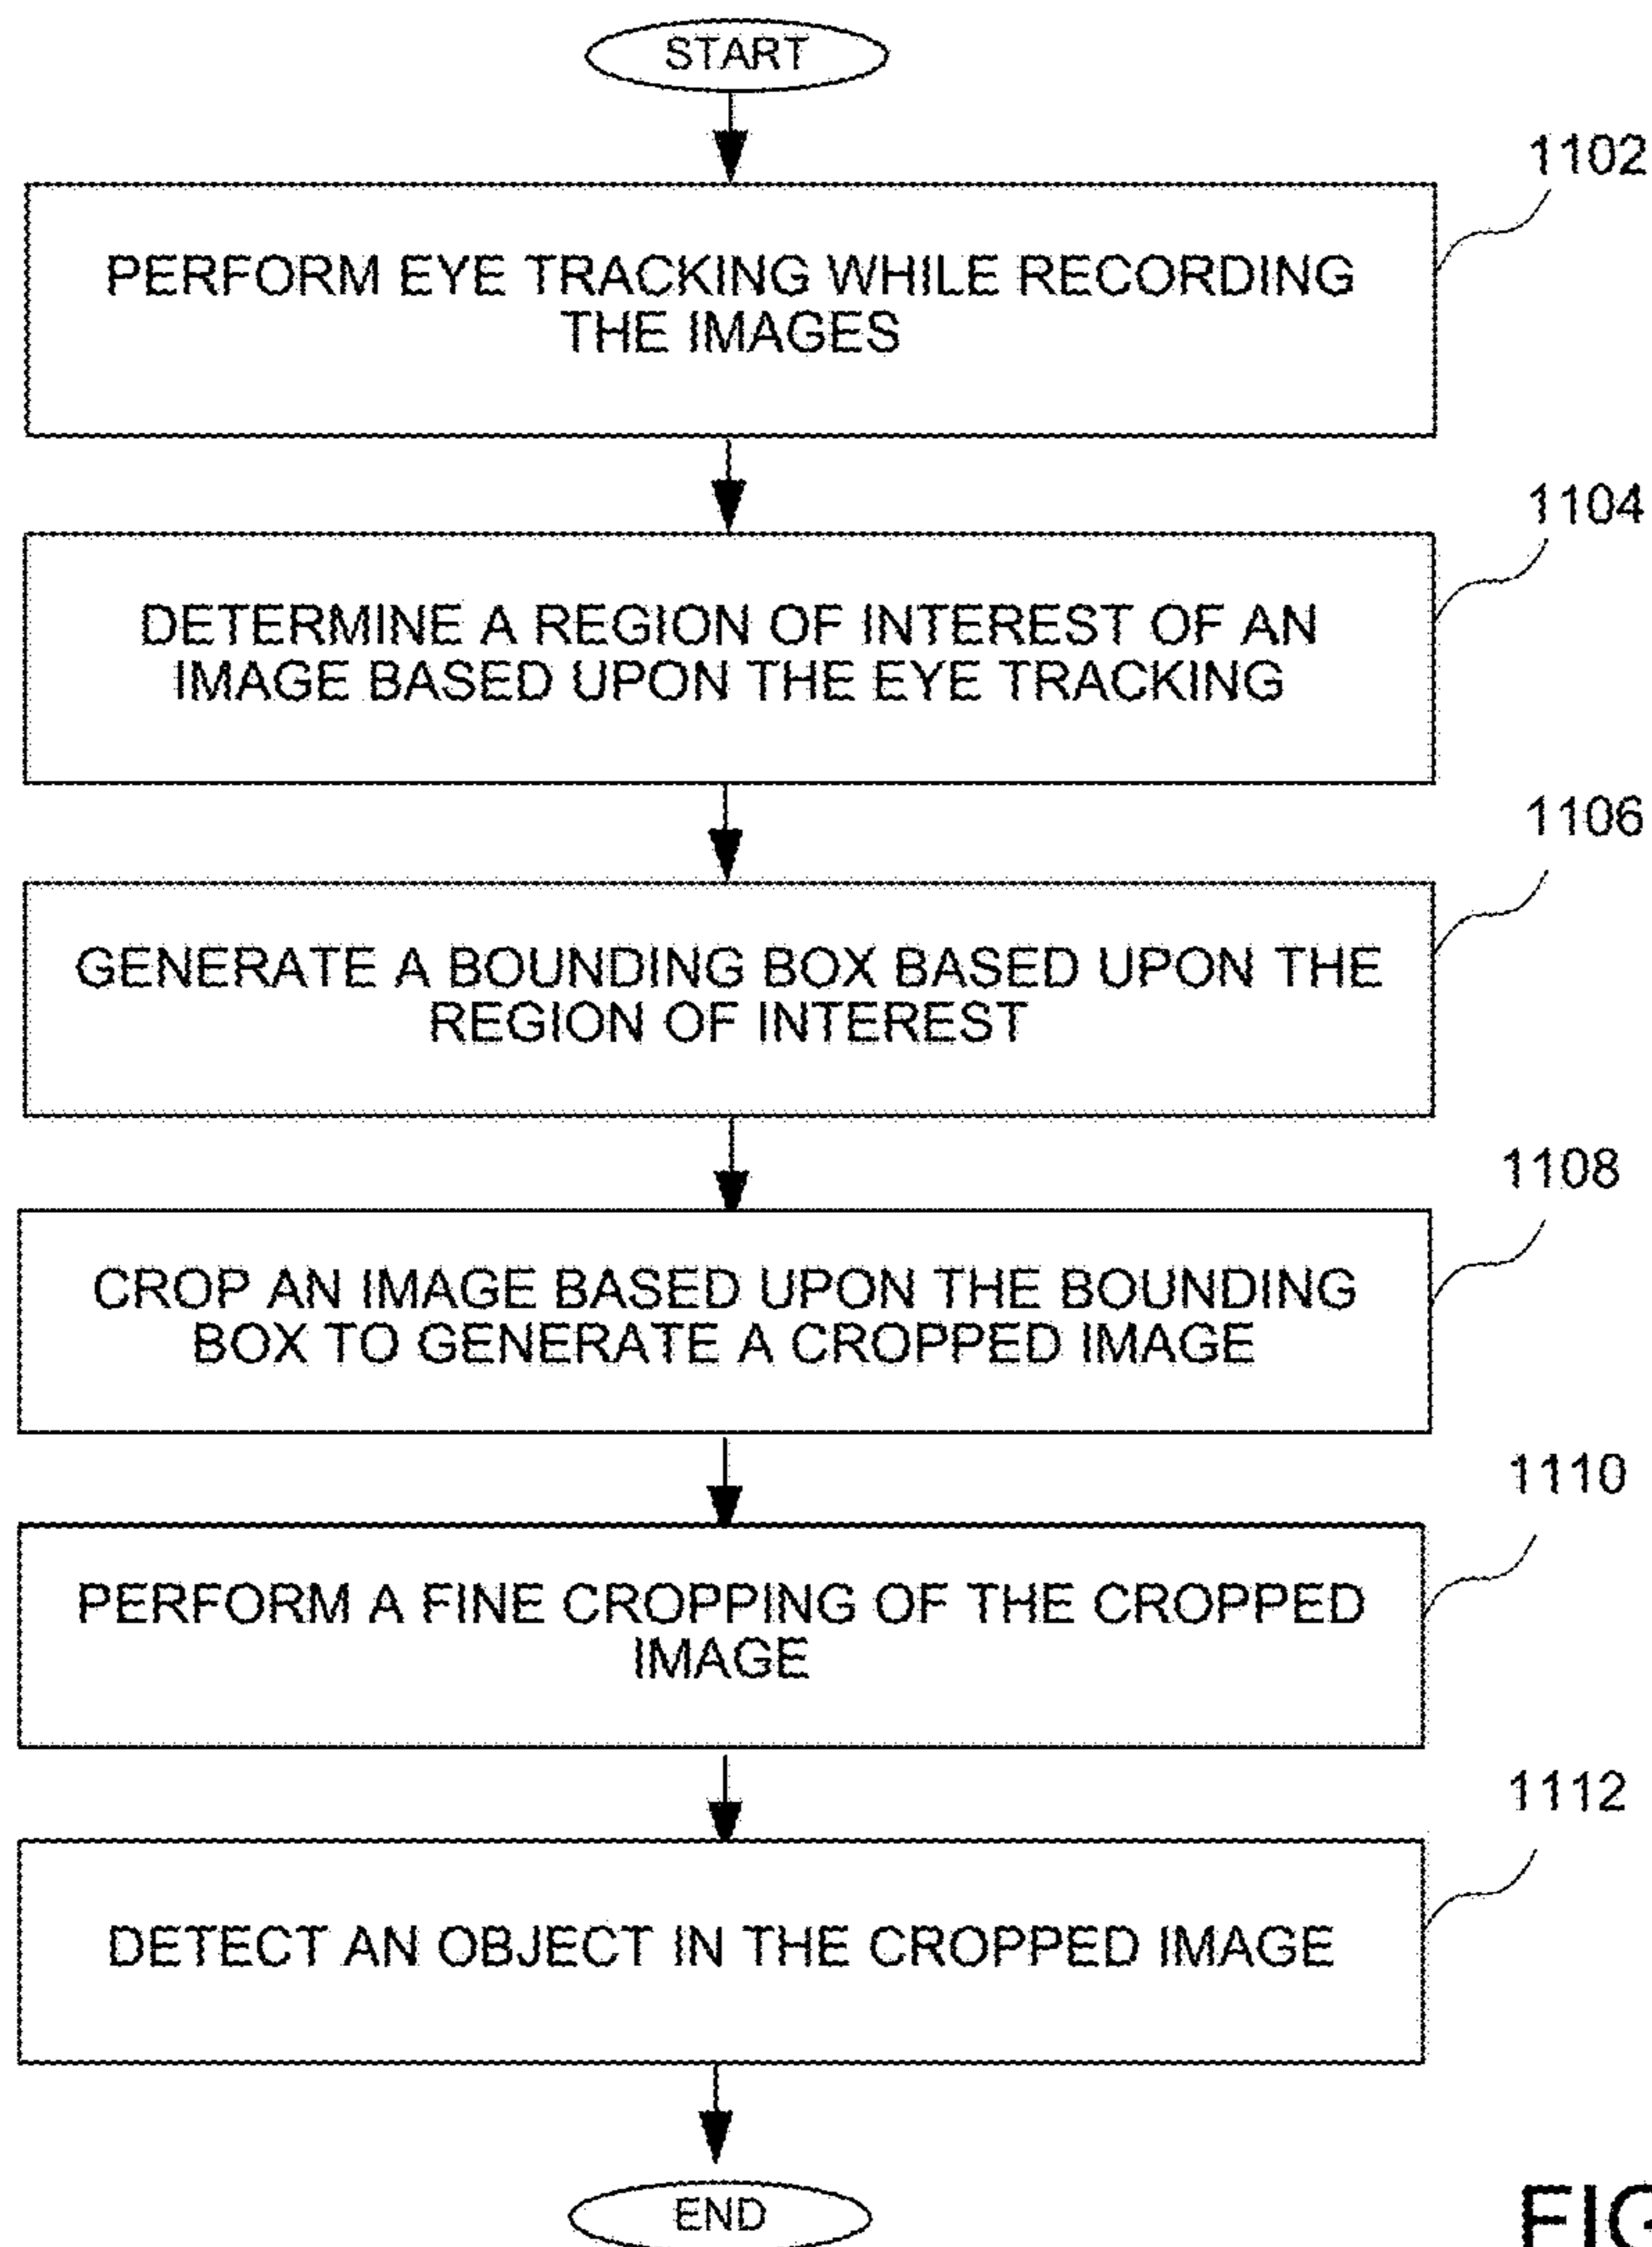 START
1102
PERFORM EYE TRACKING WHILE RECORDING
THE IMAGES
1104
DETERMINE A REGION OF INTEREST OF AN
IMAGE BASED UPON THE EYE TRACKING
1106
GENERATE A BOUNDING BOX BASED UPON THE
REGION OF INTEREST
1108
CROP AN IMAGE BASED UPON THE BOUNDING
BOX TO GENERATE A CROPPED IMAGE
1110
PERFORM A FINE CROPPING OF THE CROPPED
IMAGE
1112
DETECT AN OBJECT IN THE CROPPED IMAGE
END
FIG